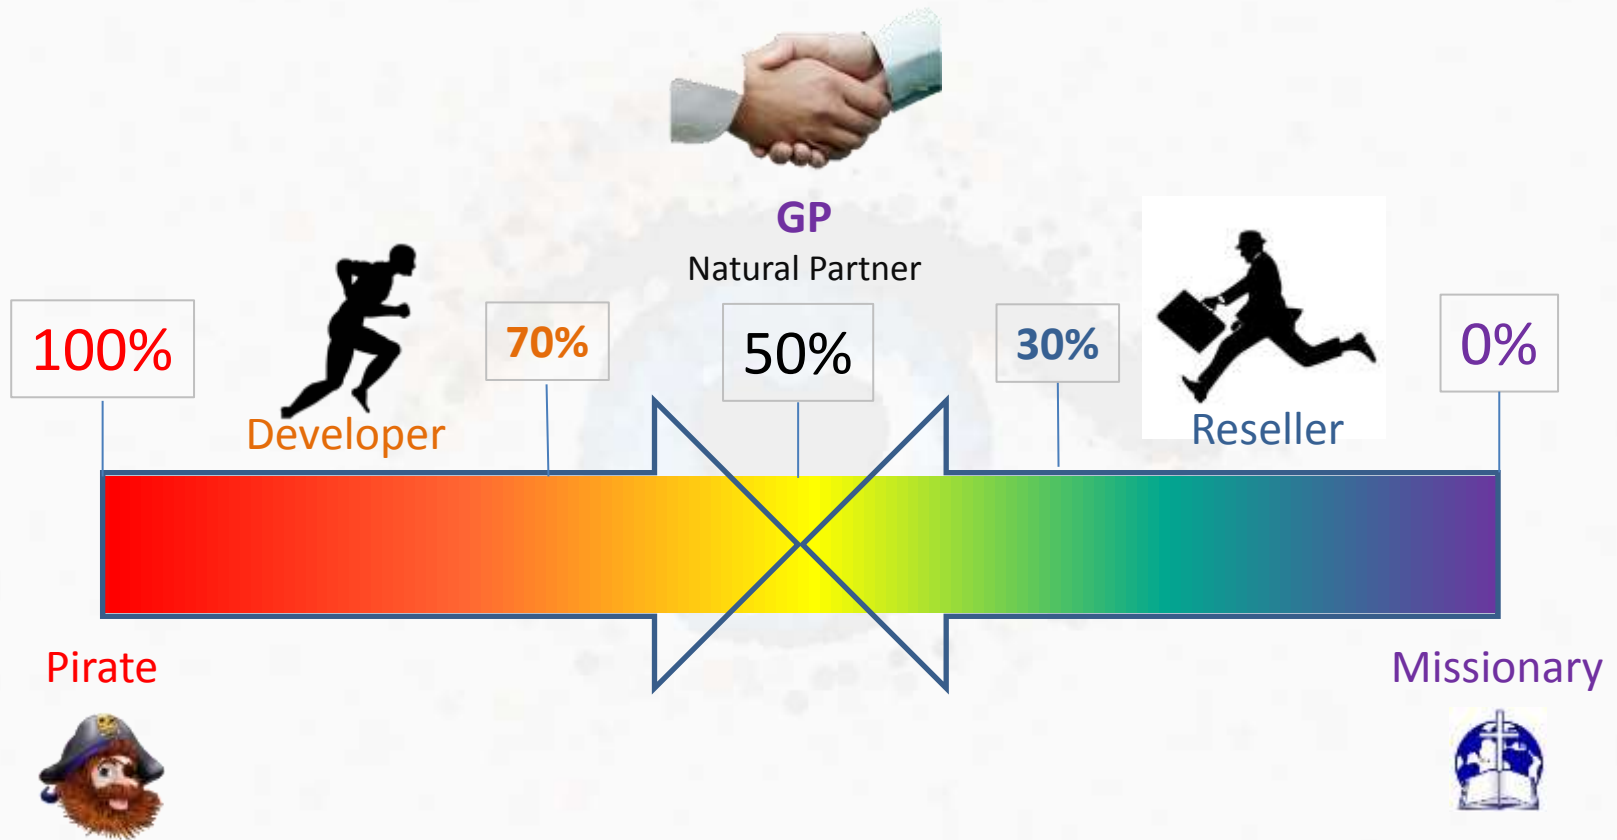 GP
Natural Partner
100%
70%
50%
30%
0%
Developer
Reseller
Pirate
Missionary